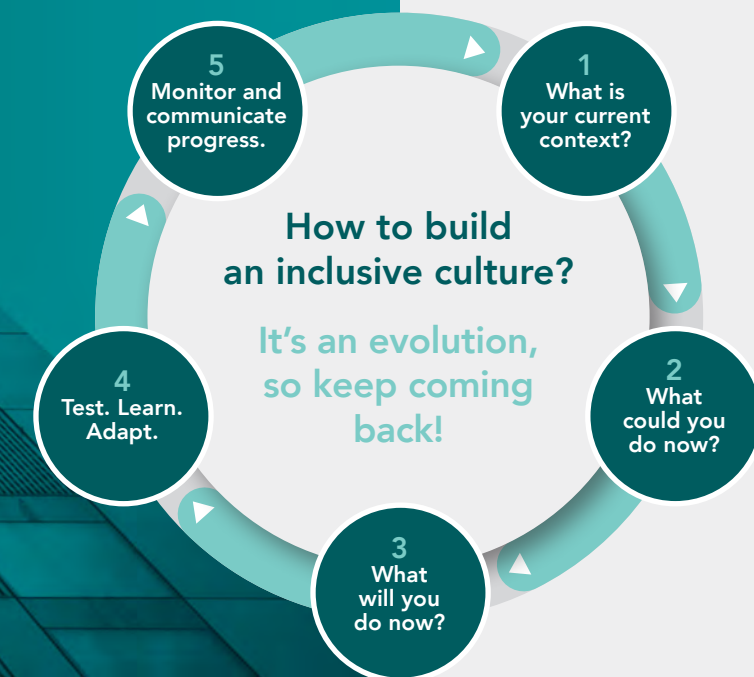 How to build
an inclusive culture?
It's an evolution,
so keep coming
back!
1
What is
your current
context?
2
What
could you
do now?
3
What
will you
do now?
4
Test. Learn.
Adapt.
5
Monitor and
communicate
progress.